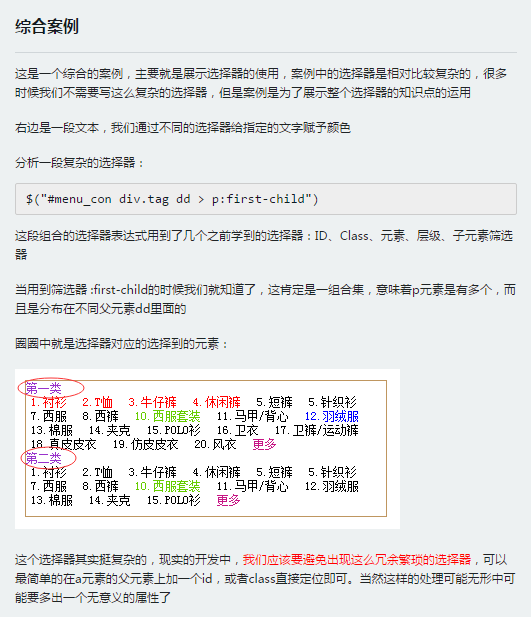 综合案例
这是一个综合的案例，主要就是展示选择器的使用，案例中的选择器是相对比较复杂的，很多
时候我们不需要写这么复杂的选择器，但是案例是为了展示整个选择器的知识点的运用
右边是一段文本，我们通过不同的选择器给指定的文字赋予颜色
分析一段复杂的选择器：
$("#menu_con div.tag dd > p:first-child")
这段组合的选择器表达式用到了几个之前学到的选择器：ID、Class、元素、层级、子元素筛选
器
当用到筛选器 :first-child的时候我们就知道了，这肯定是一组合集，意味着p元素是有多个，而
且是分布在不同父元素dd里面的
圈圈中就是选择器对应的选择到的元素：
第一类
1.衬衫 2.T恤 3.牛仔裤 4.休闲裤 5.短裤 5.针织衫
7.西服 8.西裤 10.西服套装 11.马甲/背心 12.羽绒服
13.棉服 14.夹克 15.POLO衫 16.卫衣 17.卫裤/运动裤
18.真皮皮衣 19.仿皮皮衣 20.风衣 更多
第二类
1.衬衫 2.T恤 3.牛仔裤 4.休闲裤 5.短裤 5.针织衫
7.西服 8.西裤 10.西服套装 11.马甲/背心 12.羽绒服
13.棉服 14.夹克 15.POLO衫 更多
这个选择器其实挺复杂的，现实的开发中，我们应该要避免出现这么冗余繁琐的选择器，可以
最简单的在a元素的父元素上加一个id，或者class直接定位即可。当然这样的处理可能无形中可
能要多出一个无意义的属性了